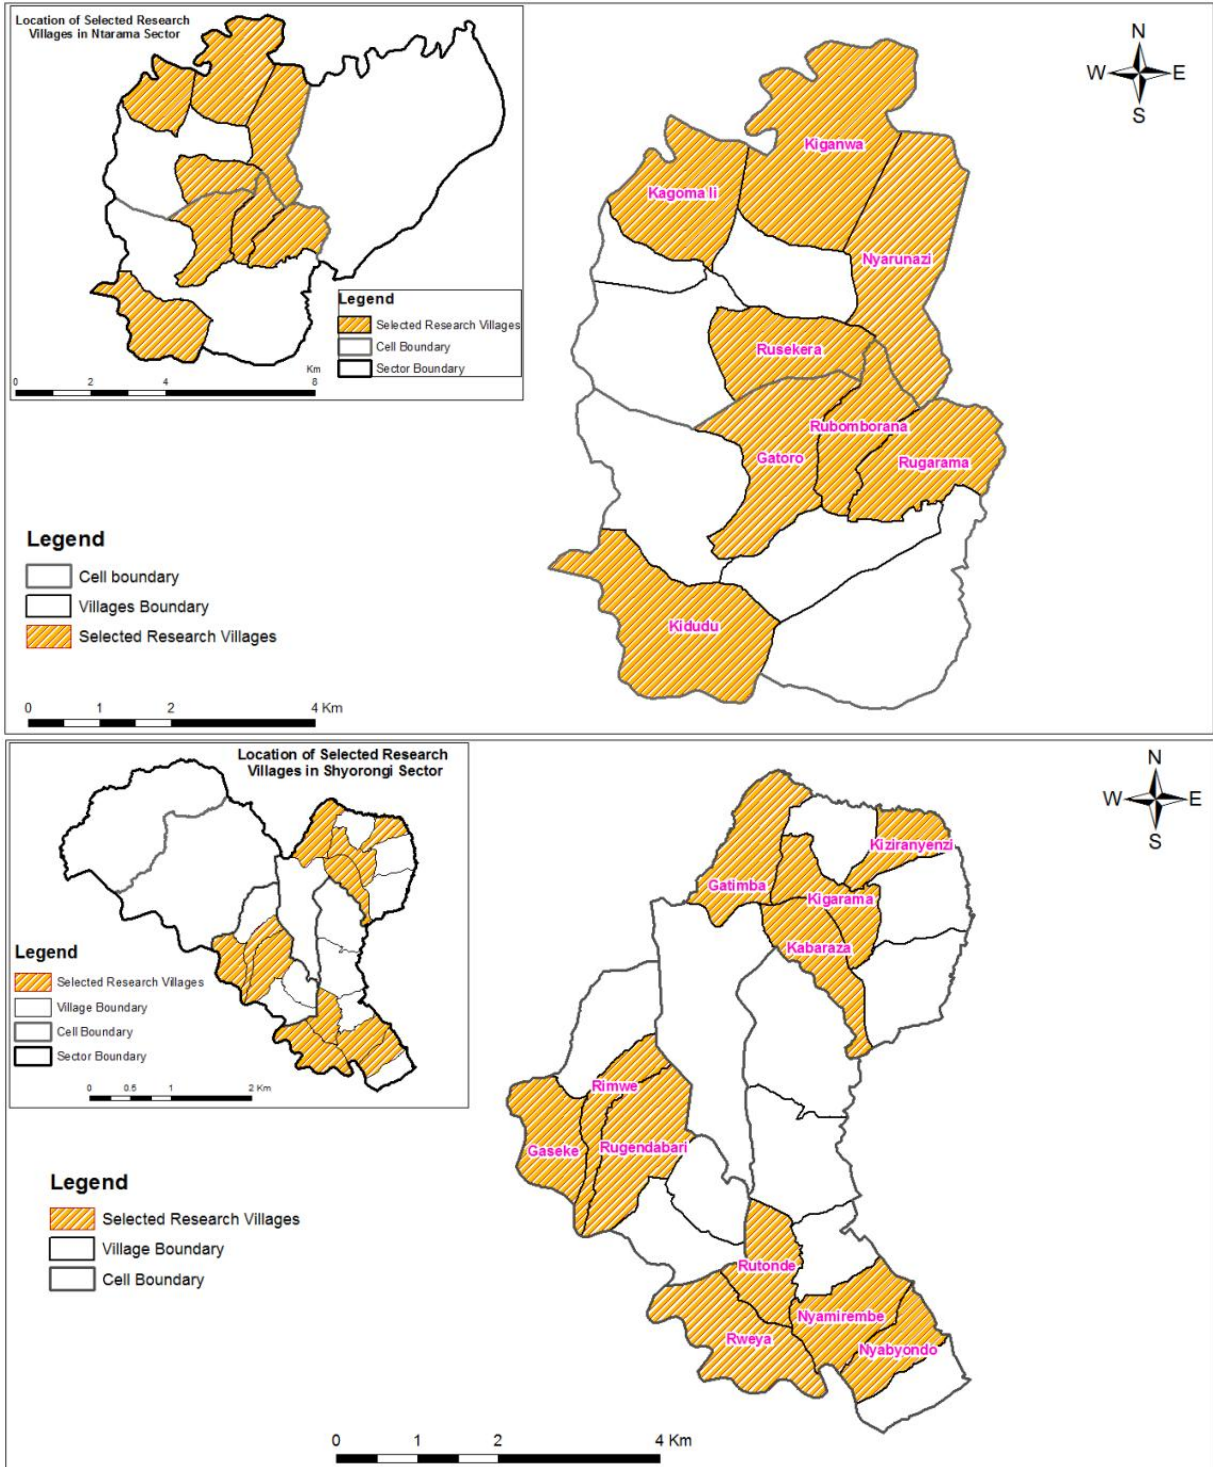 Location of Selected Research
Villages in Ntarama Sector
Legend
Selected Research Villages
Cell Boundary
Sector Boundary
Km
0 2 4 8
N
W E
S
Kiganwa
Kagoma Ii
Nyarunazi
Rusekera
Rubomborana
Gatoro
Rugarama
Kidudu
Legend
Cell boundary
Villages Boundary
Selected Research Villages
0 1 2 4 Km
Location of Selected Research
Villages in Shyorongi Sector
Legend
Selected Research Villages
Village Boundary
Cell Boundary
Sector Boundary
0 0.5 1 2 Km
N
W E
S
Kiziranyenzi
Gatimba
Kigarama
Kabaraza
Rimwe
Gaseke
Rugendabari
Rutonde
Nyamirembe
Rweya
Nyabyondo
Legend
Selected Research Villages
Village Boundary
Cell Boundary
0 1 2 4 Km